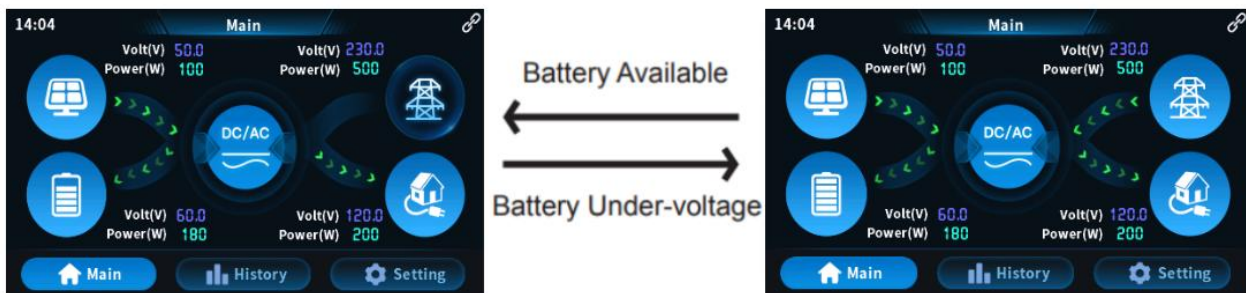 14:04 Main
Volt(V) 50.0 Volt(V) 230.0
Power(W) 100 Power(W) 500
DC/AC
Volt(V) 60.0 Volt(V) 120.0
Power(W) 180 Power(W) 200
Main History Setting
Battery Available
Battery Under-voltage
14:04 Main
Volt(V) 50.0 Volt(V) 230.0
Power(W) 100 Power(W) 500
DC/AC
Volt(V) 60.0 Volt(V) 120.0
Power(W) 180 Power(W) 200
Main History Setting